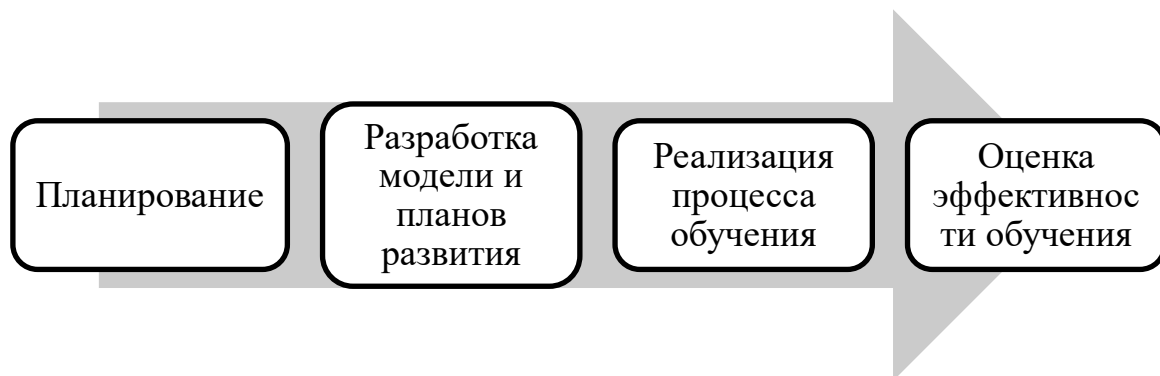 Планирование
Разработка
модели и
планов
развития
Реализация
процесса
обучения
Оценка
эффективнос
ти обучения